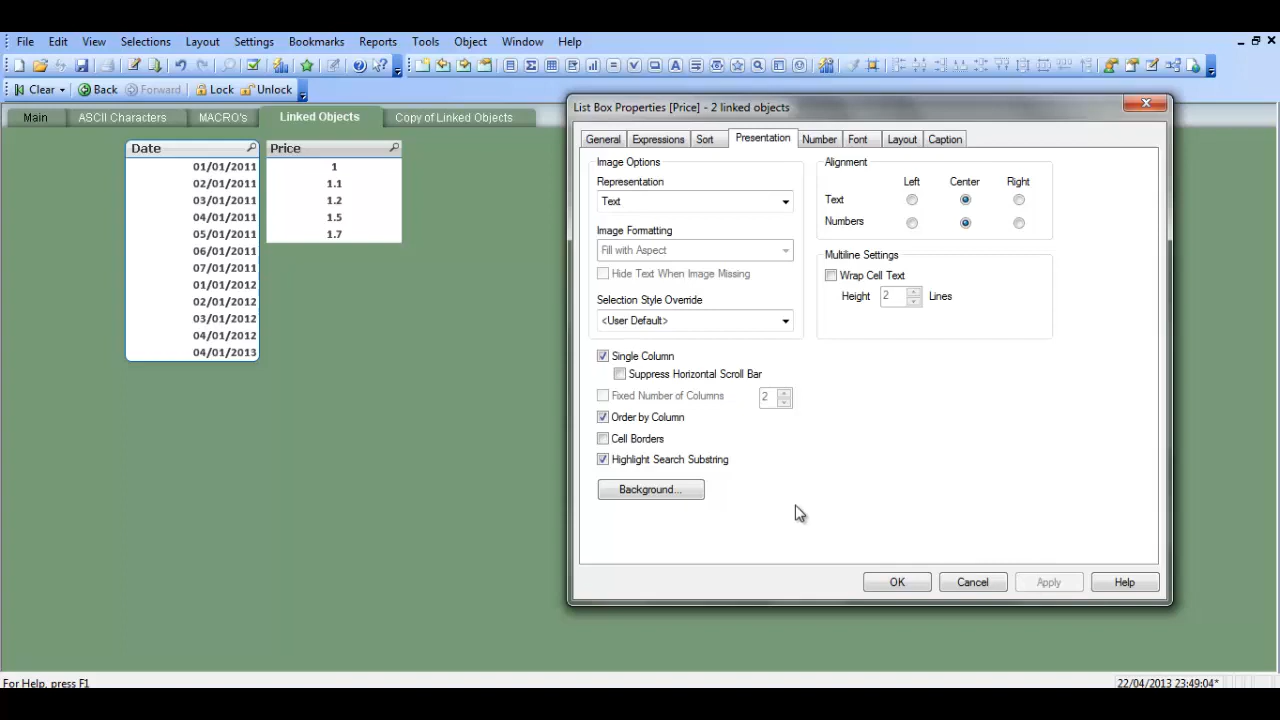 File Edit View Selections Layout Settings Bookmarks Reports Tools Object Window Help
Clear Back Forward Lock Unlock
Main ASCII Characters MACRO's Linked Objects Copy of Linked Objects
Date
01/01/2011
02/01/2011
03/01/2011
04/01/2011
05/01/2011
06/01/2011
07/01/2011
01/01/2012
02/01/2012
03/01/2012
04/01/2012
04/01/2013
Price
1
1.1
1.2
1.5
1.7
List Box Properties [Price] - 2 linked objects
General Expressions Sort Presentation Number Font Layout Caption
Image Options
Representation
Text
Image Formatting
Fill with Aspect
Hide Text When Image Missing
Selection Style Override
<User Default>
Single Column
Suppress Horizontal Scroll Bar
Fixed Number of Columns 2
Order by Column
Cell Borders
Highlight Search Substring
Background...
Alignment
Left Center Right
Text
Numbers
Multiline Settings
Wrap Cell Text
Height 2 Lines
OK Cancel Apply Help
For Help, press F1
22/04/2013 23:49:04*